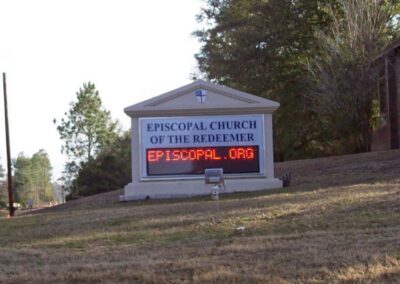 EPISCOPAL CHURCH
OF THE REDEEMER
EPISCOPAL.ORG